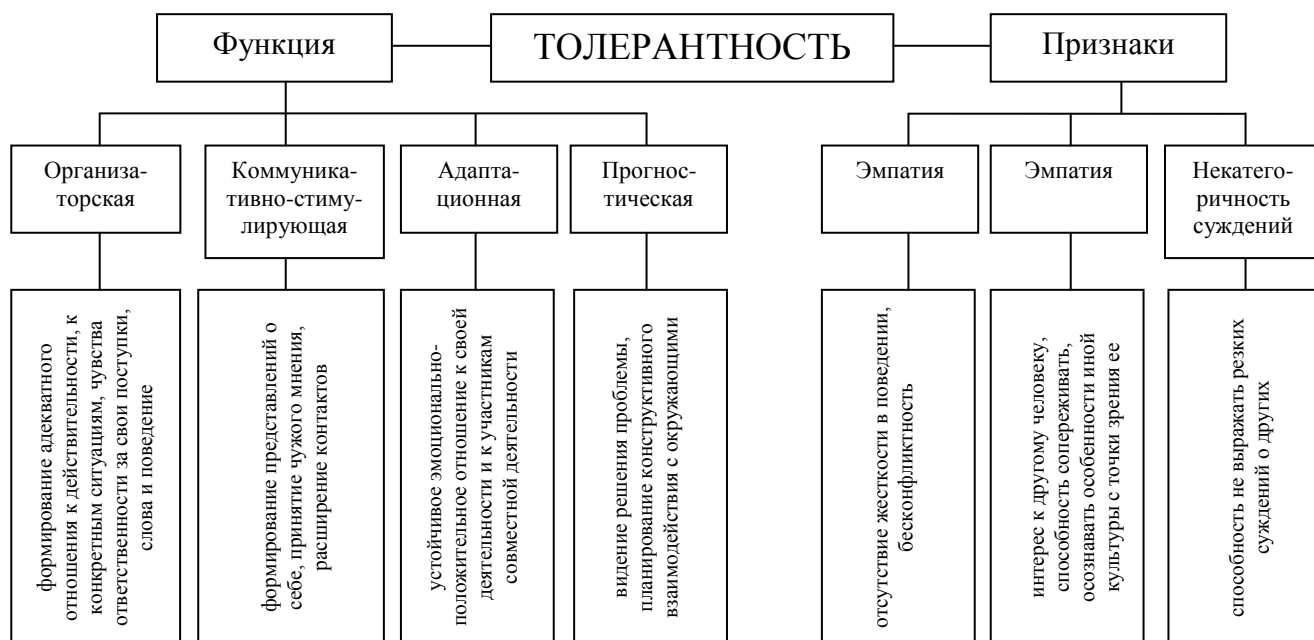 Функция
ТОЛЕРАНТНОСТЬ
Признаки
Организа-
торская
Коммуника-
тивно-стиму-
лирующая
Адапта-
ционная
Прогнос-
тическая
Эмпатия
Эмпатия
Некатего-
ричность
суждений
формирование адекватного
отношения к действительности, к
конкретным ситуациям, чувства
ответственности за свои поступки,
слова и поведение
формирование представлений о
себе, принятие чужого мнения,
расширение контактов
устойчивое эмоционально-
положительное отношение к своей
деятельности и к участникам
совместной деятельности
видение решения проблемы,
планирование конструктивного
взаимодействия с окружающими
отсутствие жесткости в поведении,
бесконфликтность
интерес к другому человеку,
способность сопереживать,
осознавать особенности иной
культуры с точки зрения ее
способность не выражать резких
суждений о других